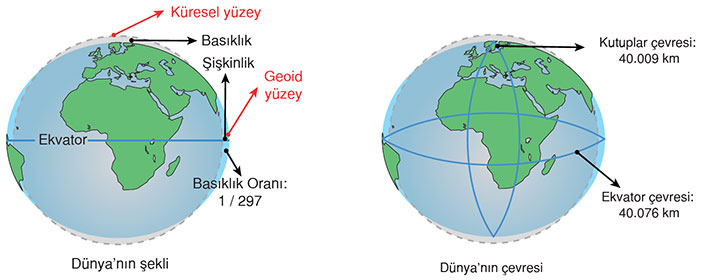 Küresel yüzey
Basıklık
Şişkinlik
Geoid
yüzey
Ekvator
Basıklık Oranı:
1 / 297
Dünya'nın şekli
Kutuplar çevresi:
40.009 km
Ekvator çevresi:
40.076 km
Dünya'nın çevresi